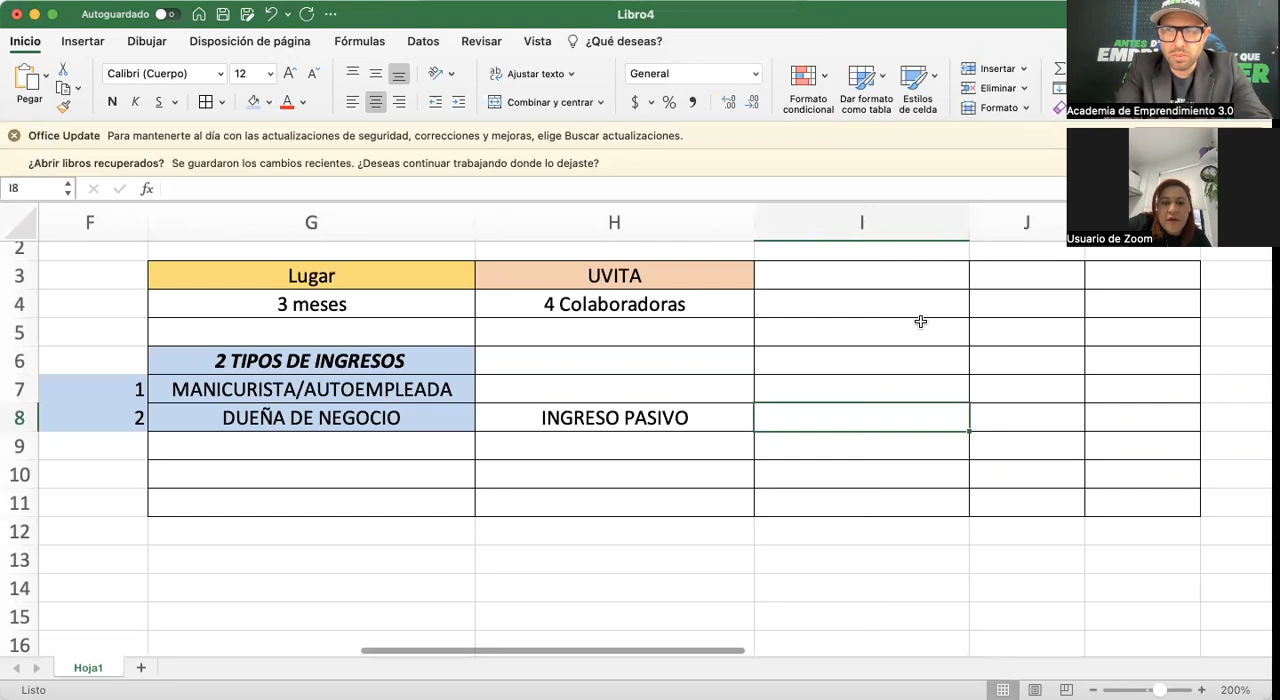 Autoguardado
Libro4
Inicio Insertar Dibujar Disposición de página Fórmulas Datos Revisar Vista ¿Qué deseas?
Pegar
Calibri (Cuerpo) 12
N K S
Ajustar texto
Combinar y centrar
General
$ %
Formato condicional
Dar formato como tabla
Estilos de celda
Insertar
Eliminar
Formato
Office Update Para mantenerte al día con las actualizaciones de seguridad, correcciones y mejoras, elige Buscar actualizaciones.
¿Abrir libros recuperados? Se guardaron los cambios recientes. ¿Deseas continuar trabajando donde lo dejaste?
I8 fx
F G H I J
2
3 Lugar UVITA
4 3 meses 4 Colaboradoras
5
6 2 TIPOS DE INGRESOS
7 1 MANICURISTA/AUTOEMPLEADA
8 2 DUEÑA DE NEGOCIO INGRESO PASIVO
9
10
11
12
13
14
15
16
Hoja1
Listo 200%
ANTES
QUE
Academia de Emprendimiento 3.0
Usuario de Zoom